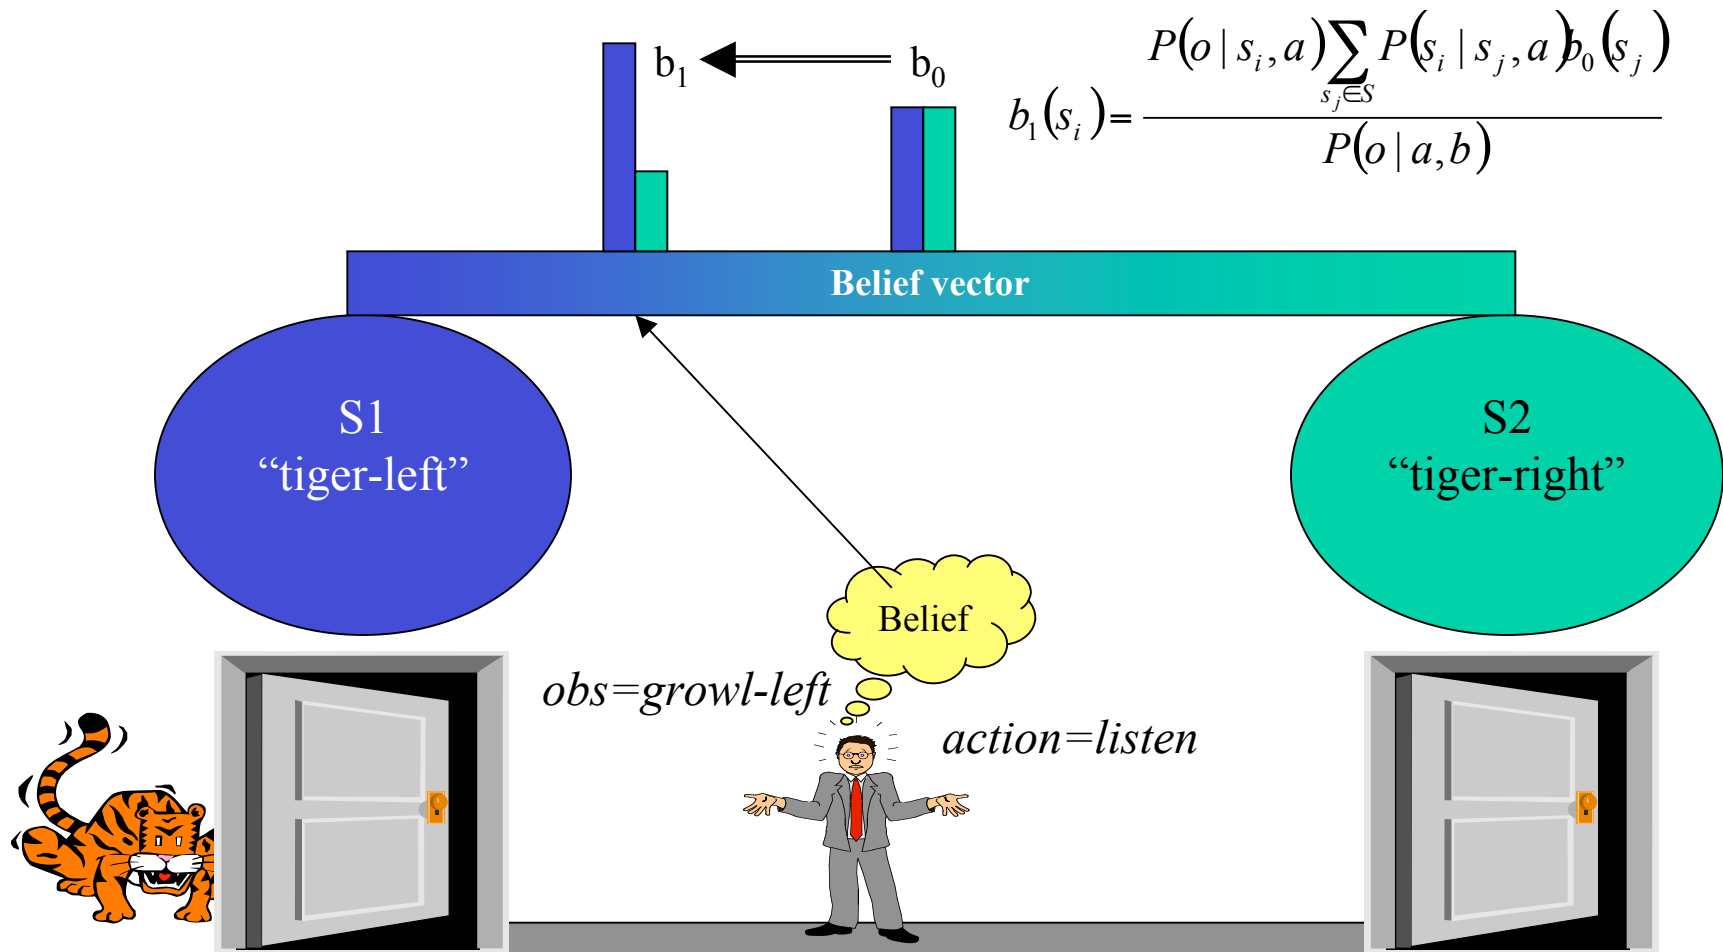 b₁ b₀
b₁(sᵢ) = P(o | sᵢ, a) ∑ sⱼ∈S P(sᵢ | sⱼ, a) b₀(sⱼ) / P(o | a, b)
Belief vector
S1
“tiger-left”
S2
“tiger-right”
Belief
obs=growl-left
action=listen